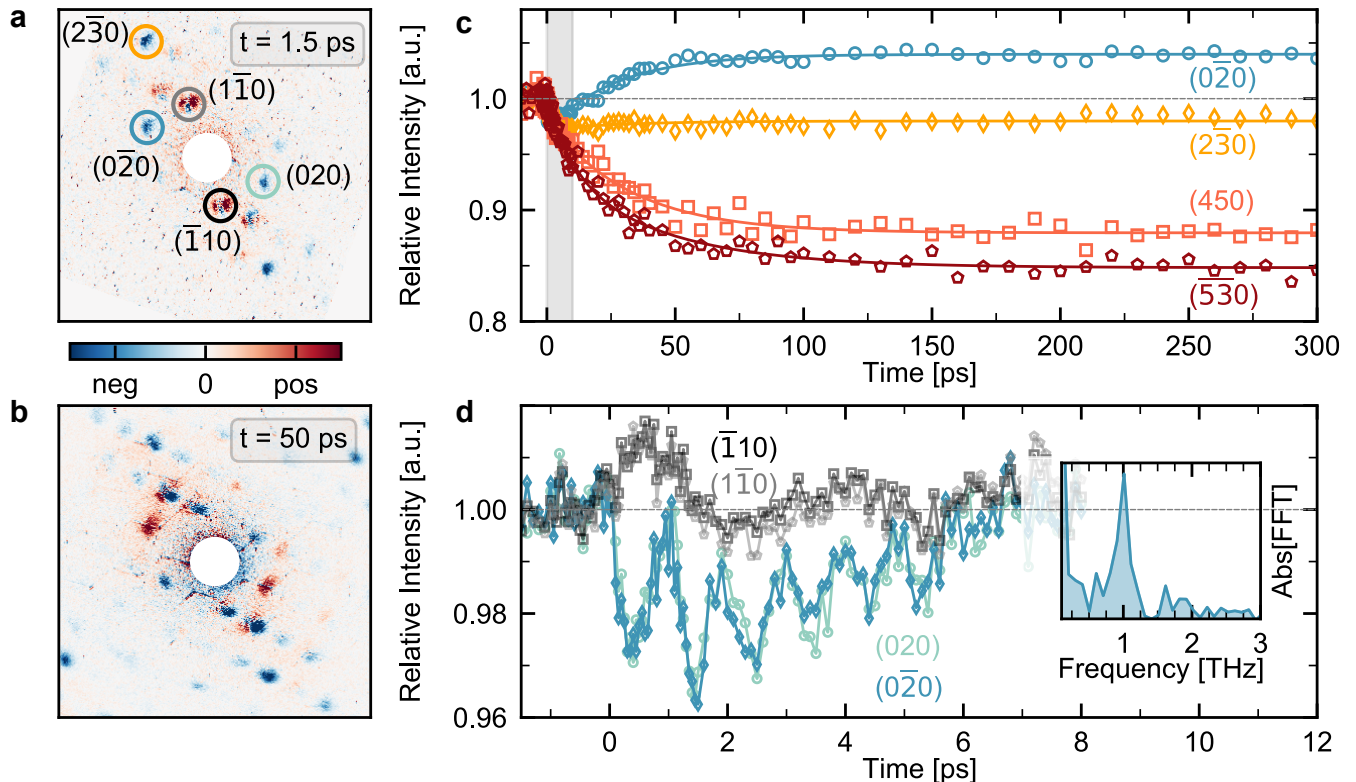 a
(23̅0)
t = 1.5 ps
(11̅0)
(02̅0)
(020)
(1̅10)
neg 0 pos
b
t = 50 ps
c
Relative Intensity [a.u.]
1.0
0.9
0.8
(02̅0)
(23̅0)
(450)
(5̅3̅0)
0 50 100 150 200 250 300
Time [ps]
d
Relative Intensity [a.u.]
1.00
0.98
0.96
(1̅10)
(11̅0)
(020)
(02̅0)
Abs[FFT]
1 2 3
Frequency [THz]
0 2 4 6 8 12
Time [ps]